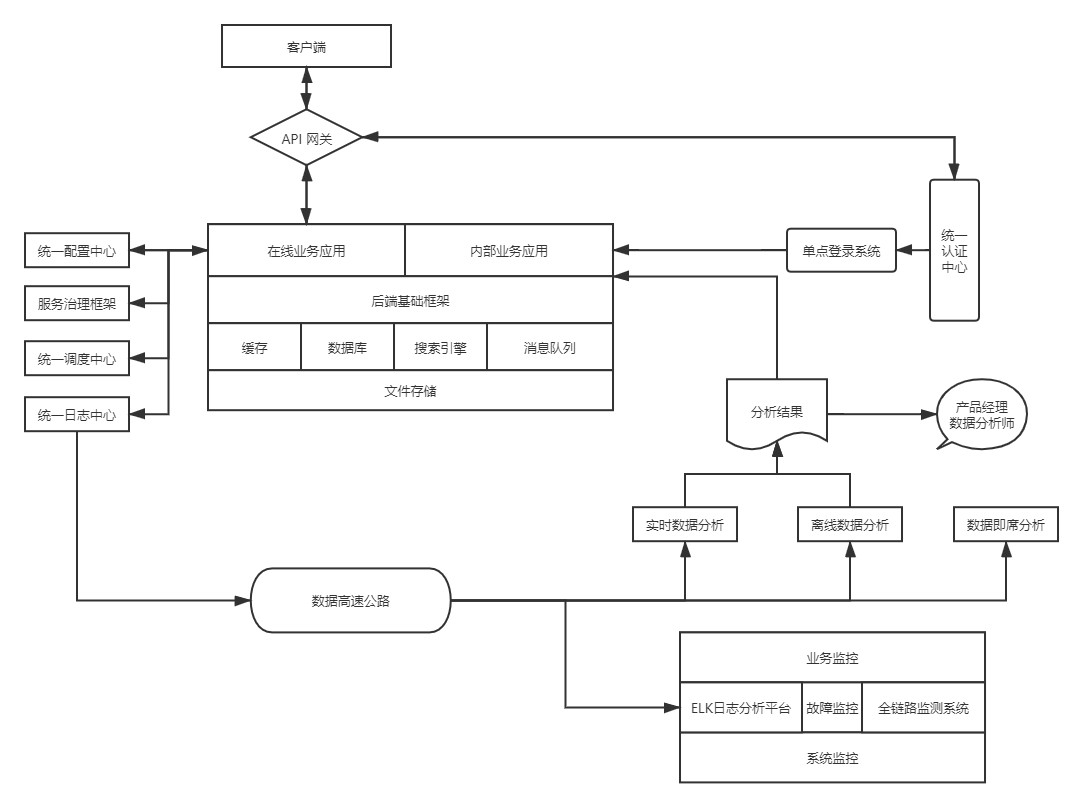 客户端
API 网关
统一配置中心
在线业务应用
内部业务应用
单点登录系统
统一
认证
中心
服务治理框架
后端基础框架
统一调度中心
缓存
数据库
搜索引擎
消息队列
文件存储
统一日志中心
分析结果
产品经理
数据分析师
实时数据分析
离线数据分析
数据即席分析
数据高速公路
业务监控
ELK日志分析平台
故障监控
全链路监测系统
系统监控